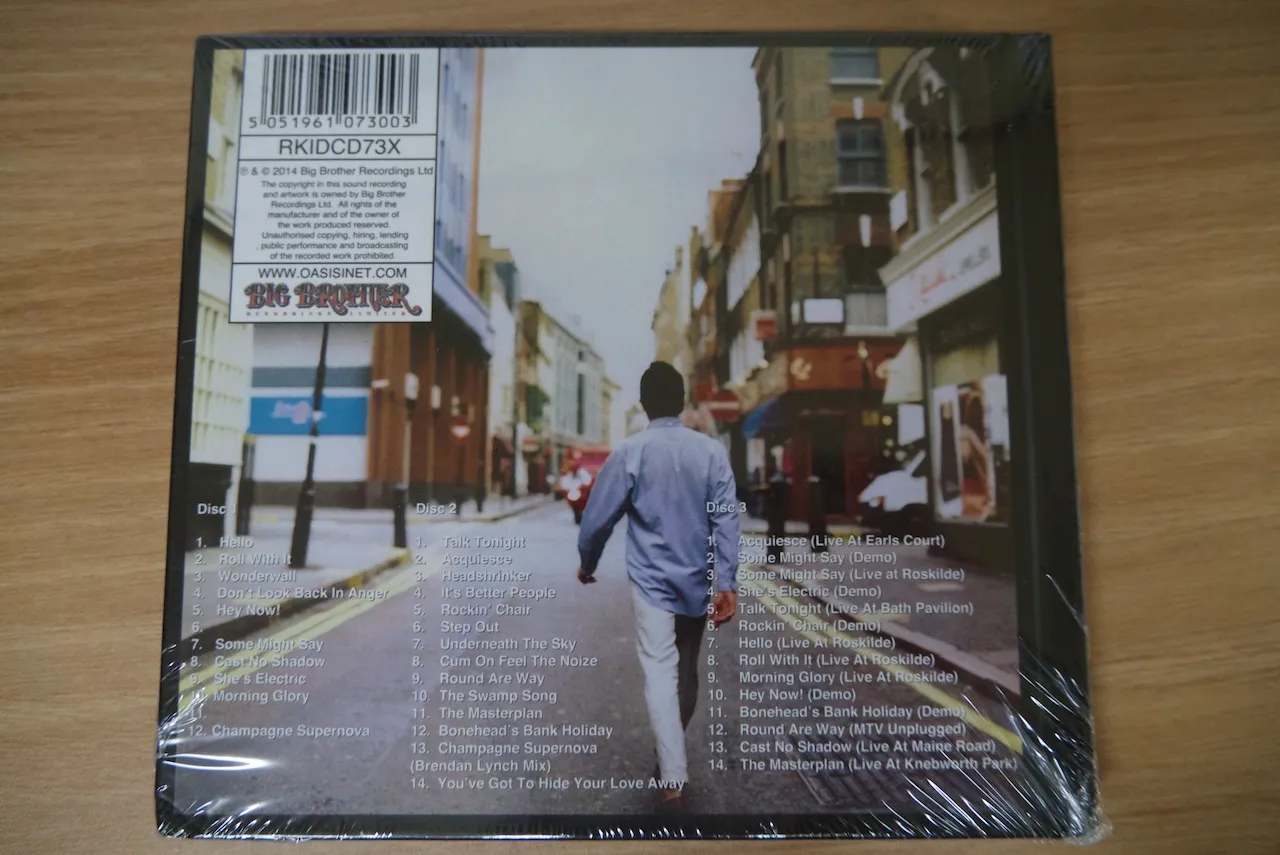 5 051961 073003
RKIDCD73X
℗ & © 2014 Big Brother Recordings Ltd
The copyright in this sound recording
and artwork is owned by Big Brother
Recordings Ltd. All rights of the
manufacturer and of the owner of
the work produced reserved.
Unauthorised copying, hiring, lending
, public performance and broadcasting
of the recorded work prohibited.
WWW.OASISINET.COM
BIG BROTHER
RECORDINGS LIMITED
Disc 1
1. Hello
2. Roll With It
3. Wonderwall
4. Don't Look Back In Anger
5. Hey Now!
6.
7. Some Might Say
8. Cast No Shadow
9. She's Electric
10. Morning Glory
11.
12. Champagne Supernova
Disc 2
1. Talk Tonight
2. Acquiesce
3. Headshrinker
4. It's Better People
5. Rockin' Chair
6. Step Out
7. Underneath The Sky
8. Cum On Feel The Noize
9. Round Are Way
10. The Swamp Song
11. The Masterplan
12. Bonehead's Bank Holiday
13. Champagne Supernova
(Brendan Lynch Mix)
14. You've Got To Hide Your Love Away
Disc 3
1. Acquiesce (Live At Earls Court)
2. Some Might Say (Demo)
3. Some Might Say (Live at Roskilde)
4. She's Electric (Demo)
5. Talk Tonight (Live At Bath Pavilion)
6. Rockin' Chair (Demo)
7. Hello (Live At Roskilde)
8. Roll With It (Live At Roskilde)
9. Morning Glory (Live At Roskilde)
10. Hey Now! (Demo)
11. Bonehead's Bank Holiday (Demo)
12. Round Are Way (MTV Unplugged)
13. Cast No Shadow (Live At Maine Road)
14. The Masterplan (Live At Knebworth Park)